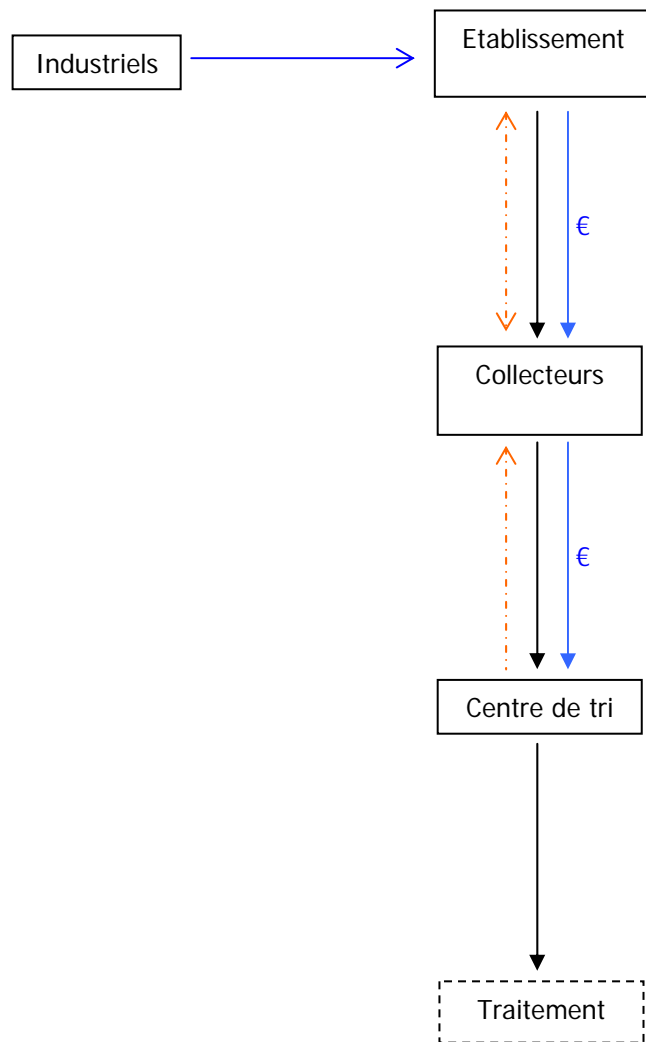 Etablissement
Industriels
€
Collecteurs
€
Centre de tri
Traitement